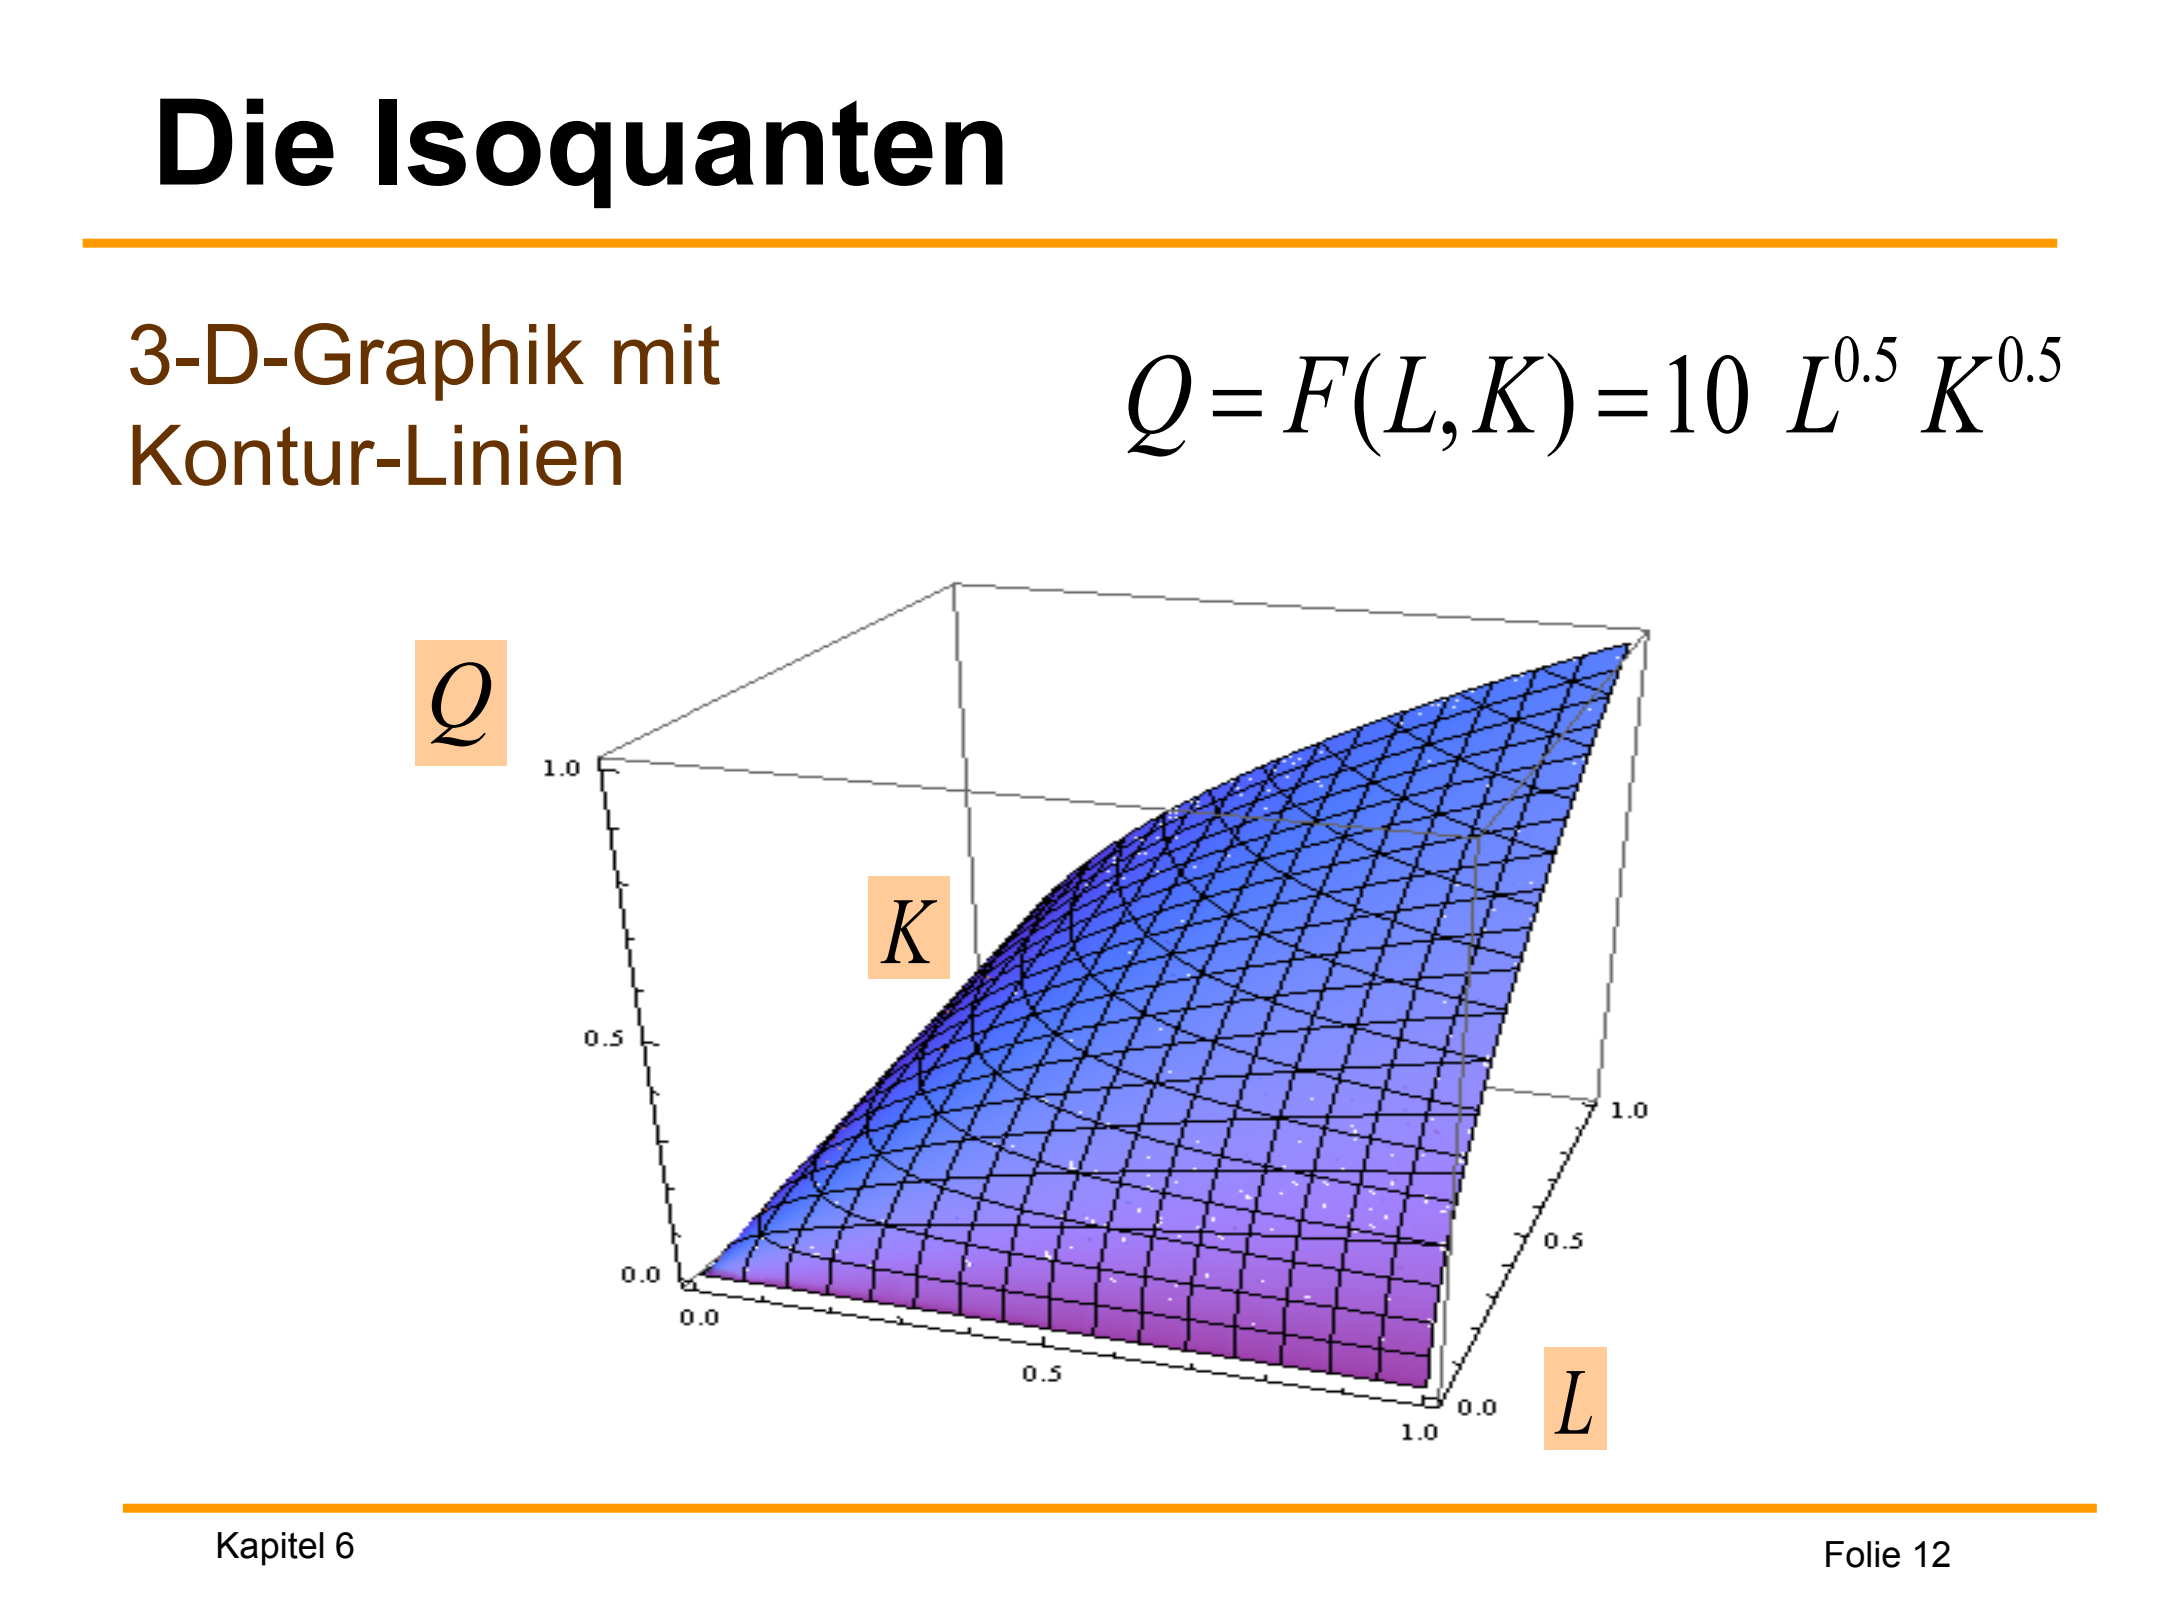 Die Isoquanten
3-D-Graphik mit
Kontur-Linien
Q = F(L, K) = 10 L^0.5 K^0.5
Q
1.0
K
0.5
1.0
0.5
0.0
0.0
0.5
L
0.0
1.0
Kapitel 6
Folie 12